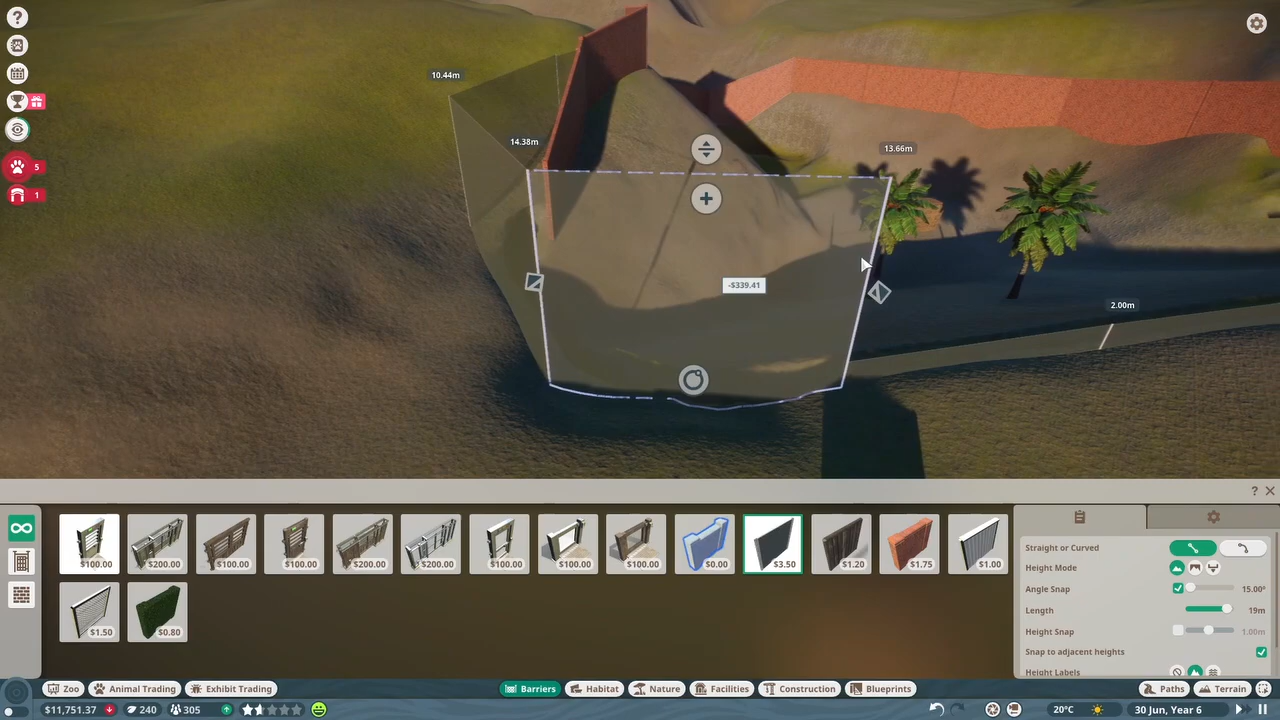 10.44m
14.38m
13.66m
-$339.41
2.00m
5
1
?
? ×
$100.00 $200.00 $100.00 $100.00 $200.00 $200.00 $100.00 $100.00 $100.00 $0.00 $3.50 $1.20 $1.75 $1.00
$1.50 $0.80
Straight or Curved
Height Mode
Angle Snap 15.00°
Length 19m
Height Snap 1.00m
Snap to adjacent heights
Height Labels
Zoo Animal Trading Exhibit Trading Barriers Habitat Nature Facilities Construction Blueprints Paths Terrain
$11,751.37 240 305 20°C 30 Jun, Year 6